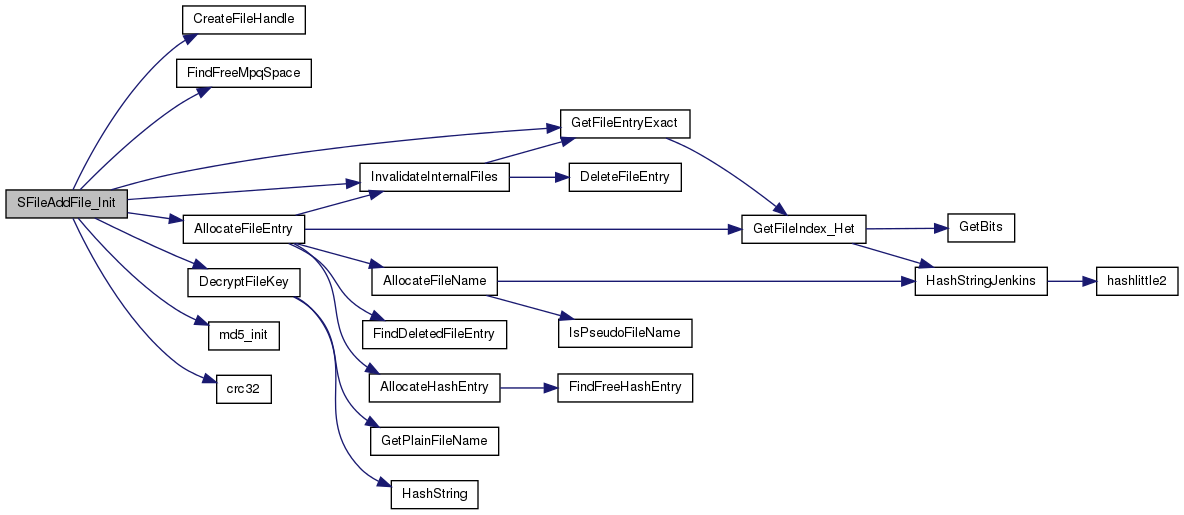 CreateFileHandle
FindFreeMpqSpace
GetFileEntryExact
InvalidateInternalFiles
DeleteFileEntry
SFileAddFile_Init
AllocateFileEntry
GetFileIndex_Het
GetBits
DecryptFileKey
AllocateFileName
HashStringJenkins
hashlittle2
md5_init
FindDeletedFileEntry
IsPseudoFileName
crc32
AllocateHashEntry
FindFreeHashEntry
GetPlainFileName
HashString